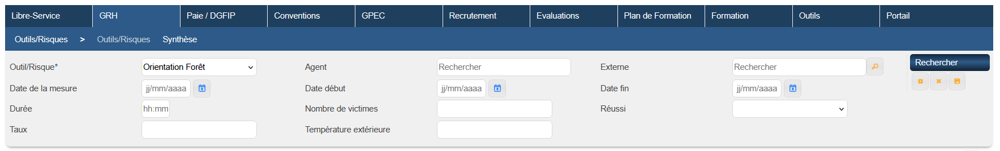 Libre-Service GRH Paie / DGFIP Conventions GPEC Recrutement Evaluations Plan de Formation Formation Outils Portail
Outils/Risques > Outils/Risques Synthèse
Outil/Risque* Orientation Forêt Agent Rechercher Externe Rechercher Rechercher
Date de la mesure jj/mm/aaaa Date début jj/mm/aaaa Date fin jj/mm/aaaa
Durée hh:mm Nombre de victimes Réussi
Taux Température extérieure